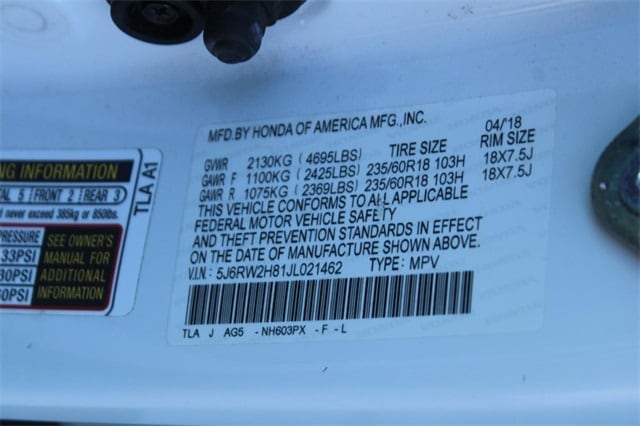 MFD.BY HONDA OF AMERICA MFG.,INC. 04/'18
GVWR 2130KG (4695LBS) TIRE SIZE RIM SIZE
GAWR F 1100KG (2425LBS) 235/60R18 103H 18X7.5J
GAWR R 1075KG (2369LBS) 235/60R18 103H 18X7.5J
THIS VEHICLE CONFORMS TO ALL APPLICABLE
FEDERAL MOTOR VEHICLE SAFETY
AND THEFT PREVENTION STANDARDS IN EFFECT
ON THE DATE OF MANUFACTURE SHOWN ABOVE.
V.I.N.: 5J6RW2H81JL021462 TYPE: MPV
TLA J AG5 -NH603PX -F -L
NG INFORMATION
TAL 5 FRONT 2 REAR 3
d never exceed 385kg or 850lbs.
TLA A1
PRESSURE
33PSI
30PSI
60PSI
SEE OWNER'S
MANUAL FOR
ADDITIONAL
INFORMATION